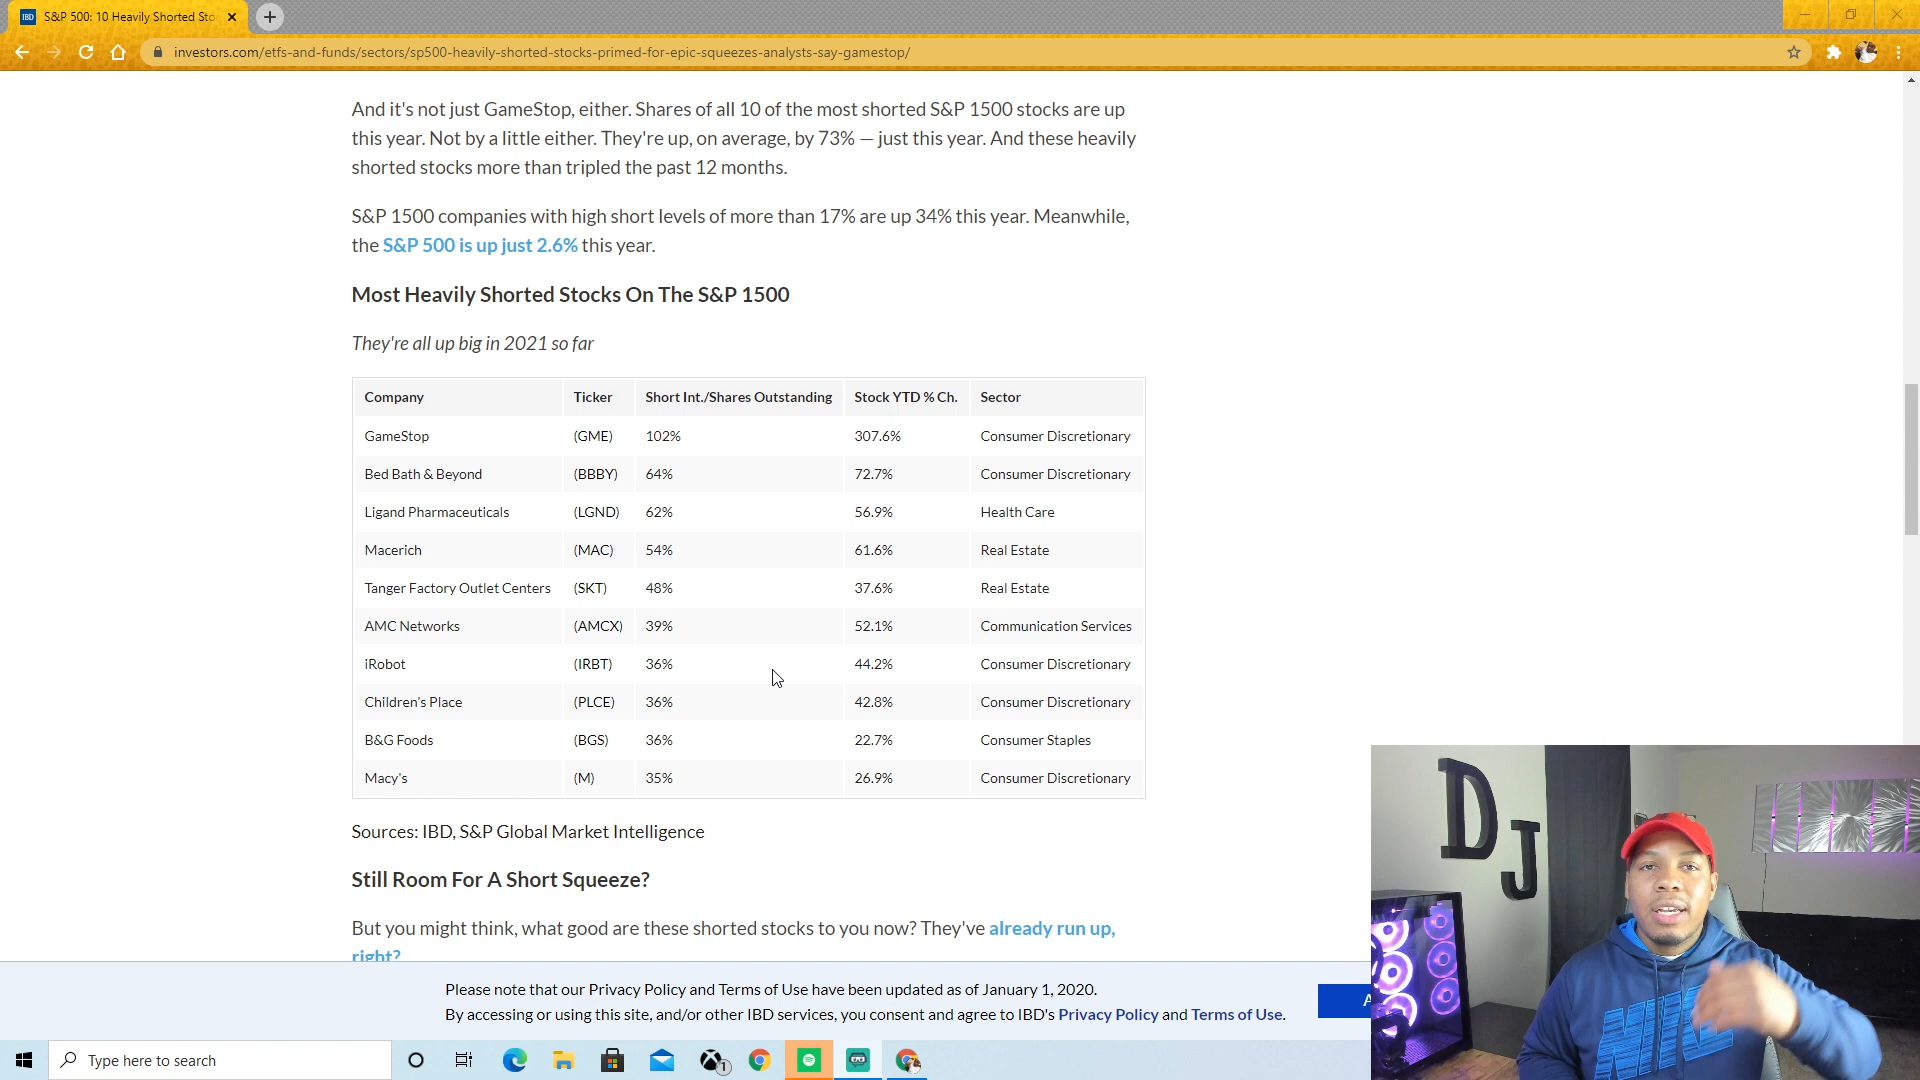 IBD S&P 500: 10 Heavily Shorted Sto
investors.com/etfs-and-funds/sectors/sp500-heavily-shorted-stocks-primed-for-epic-squeezes-analysts-say-gamestop/
And it's not just GameStop, either. Shares of all 10 of the most shorted S&P 1500 stocks are up
this year. Not by a little either. They're up, on average, by 73% — just this year. And these heavily
shorted stocks more than tripled the past 12 months.
S&P 1500 companies with high short levels of more than 17% are up 34% this year. Meanwhile,
the S&P 500 is up just 2.6% this year.
Most Heavily Shorted Stocks On The S&P 1500
They're all up big in 2021 so far
Company Ticker Short Int./Shares Outstanding Stock YTD % Ch. Sector
GameStop (GME) 102% 307.6% Consumer Discretionary
Bed Bath & Beyond (BBBY) 64% 72.7% Consumer Discretionary
Ligand Pharmaceuticals (LGND) 62% 56.9% Health Care
Macerich (MAC) 54% 61.6% Real Estate
Tanger Factory Outlet Centers (SKT) 48% 37.6% Real Estate
AMC Networks (AMCX) 39% 52.1% Communication Services
iRobot (IRBT) 36% 44.2% Consumer Discretionary
Children's Place (PLCE) 36% 42.8% Consumer Discretionary
B&G Foods (BGS) 36% 22.7% Consumer Staples
Macy's (M) 35% 26.9% Consumer Discretionary
Sources: IBD, S&P Global Market Intelligence
Still Room For A Short Squeeze?
But you might think, what good are these shorted stocks to you now? They've already run up,
right?
Please note that our Privacy Policy and Terms of Use have been updated as of January 1, 2020.
By accessing or using this site, and/or other IBD services, you consent and agree to IBD's Privacy Policy and Terms of Use.
DJ
Type here to search
1